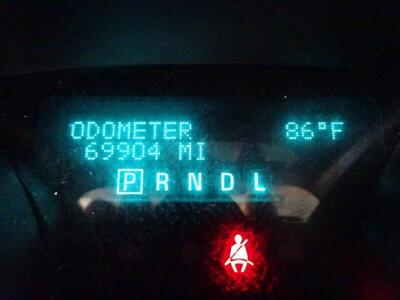 ODOMETER 86°F
69904 MI
P R N D L